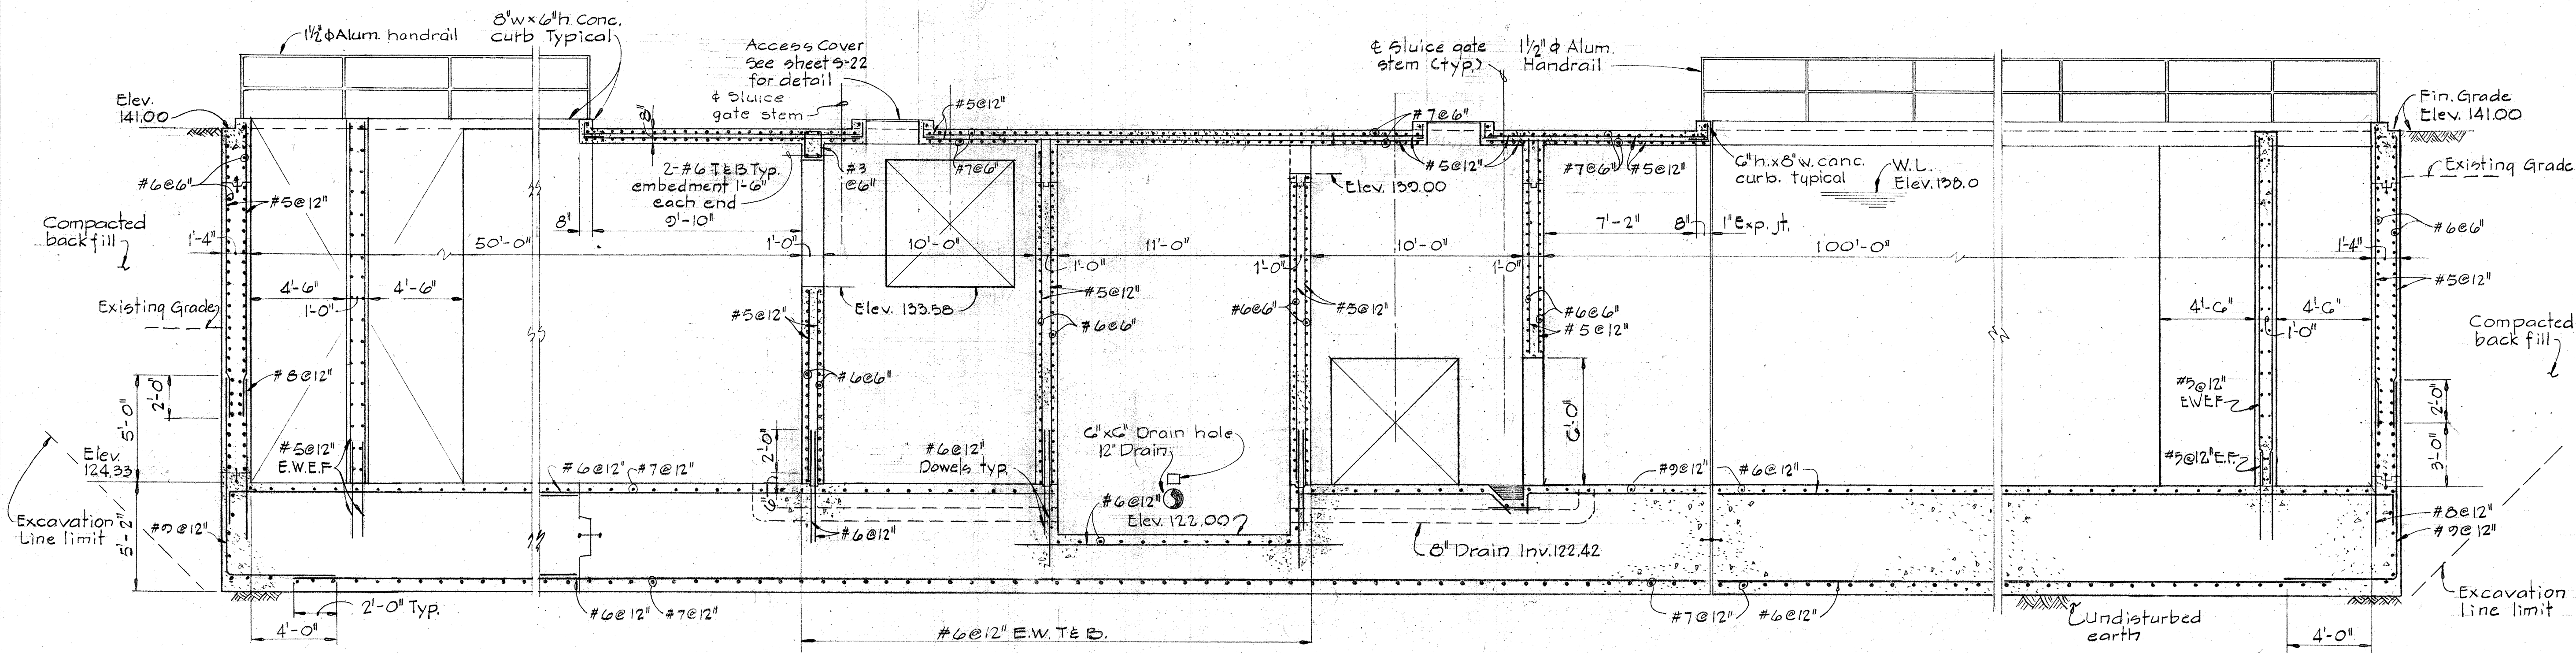 1½"φ Alum. handrail
8"w x 6"h Conc.
curb Typical
Access Cover
See sheet S-22
for detail
℄ Sluice
gate stem
#5@12"
℄ Sluice gate
stem (typ.)
1½" φ Alum.
Handrail
Elev.
141.00
8"
#7@6"
Fin. Grade
Elev. 141.00
#6@6"
#5@12"
2-#6 T&B Typ.
embedment 1'-6"
each end
#3
@6"
#7@6"
#5@12"
Elev. 139.00
#7@6"
#5@12"
6"h.x8"w.conc.
curb. typical
W.L.
Elev. 138.0
Existing Grade
Compacted
backfill
1'-4"
50'-0"
8"
9'-10"
1'-0"
10'-0"
1'-0"
11'-0"
1'-0"
10'-0"
1'-0"
7'-2"
8"
1" Exp. jt.
100'-0"
1'-4"
#6@6"
#5@12"
Existing Grade
4'-6"
1'-0"
4'-6"
#5@12"
Elev. 133.58
#5@12"
#6@6"
#6@6"
#5@12"
#6@6"
#5@12"
4'-6"
1'-0"
4'-6"
Compacted
backfill
#8@12"
#6@6"
5'-0"
2'-0"
#5@12"
E.W.E.F
6'-0"
#5@12"
E.W.E.F
2'-0"
3'-0"
Elev.
124.33
#6@12"
#7@12"
2'-0"
6"
#6@12"
Dowels typ.
6"x6" Drain hole
12" Drain
#9@12"
#6@12"
#5@12" E.F.
Excavation
Line limit
5'-2"
#9@12"
#6@12"
#6@12"
Elev. 122.00
8" Drain Inv. 122.42
#8@12"
#9@12"
2'-0" Typ.
4'-0"
#6@12"
#7@12"
#6@12" E.W. T&B.
#7@12"
#6@12"
Undisturbed
earth
4'-0"
Excavation
line limit